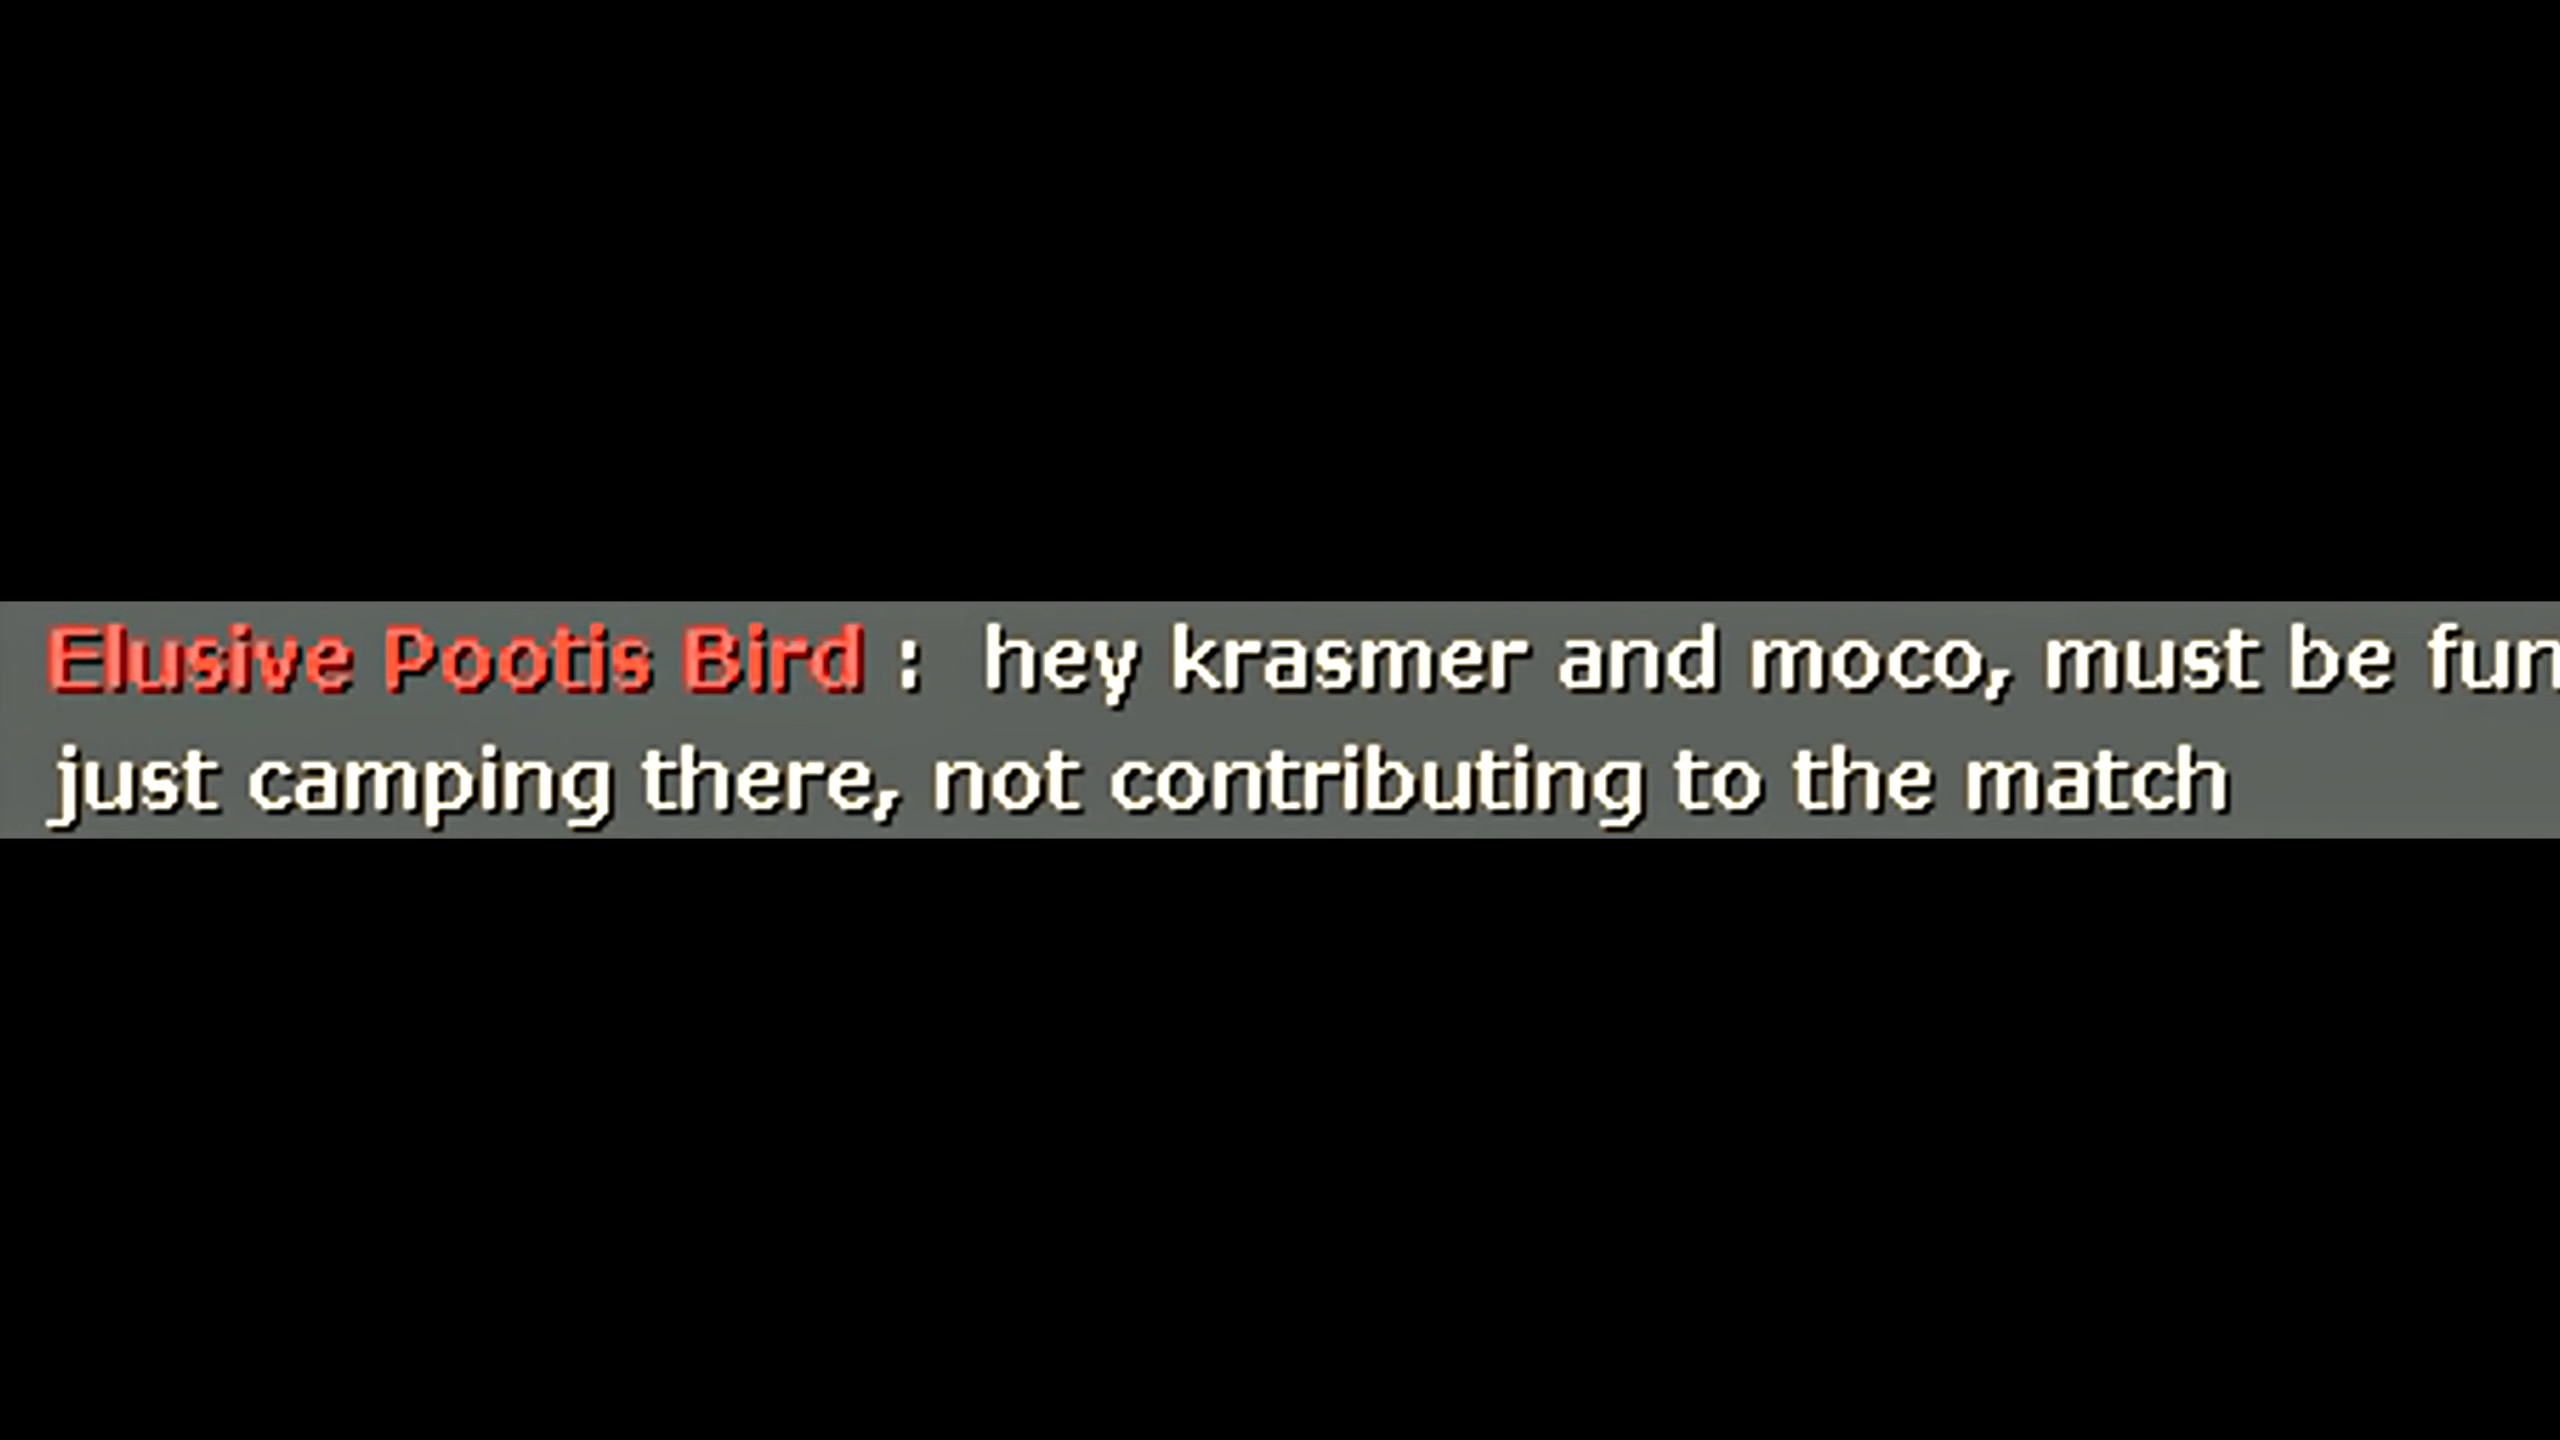 Elusive Pootis Bird :  hey krasmer and moco, must be fun
just camping there, not contributing to the match